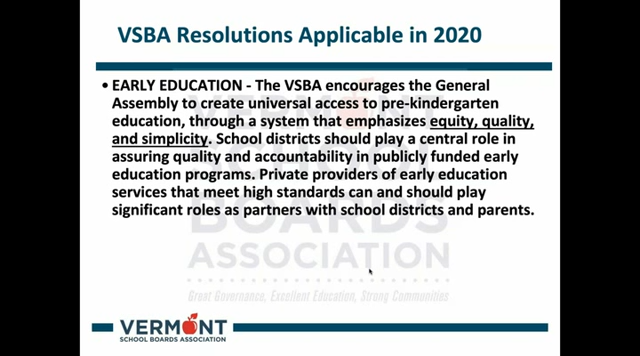 VSBA Resolutions Applicable in 2020
• EARLY EDUCATION - The VSBA encourages the General
Assembly to create universal access to pre-kindergarten
education, through a system that emphasizes equity, quality,
and simplicity. School districts should play a central role in
assuring quality and accountability in publicly funded early
education programs. Private providers of early education
services that meet high standards can and should play
significant roles as partners with school districts and parents.
VERMONT
SCHOOL
BOARDS
ASSOCIATION
Great Governance, Excellent Education, Strong Communities
VERMONT
SCHOOL BOARDS ASSOCIATION